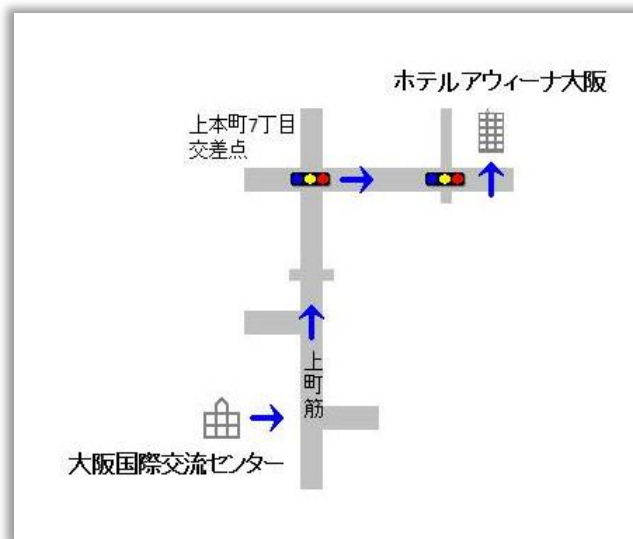 ホテルアウィーナ大阪
上本町7丁目
交差点
上町筋
大阪国際交流センター